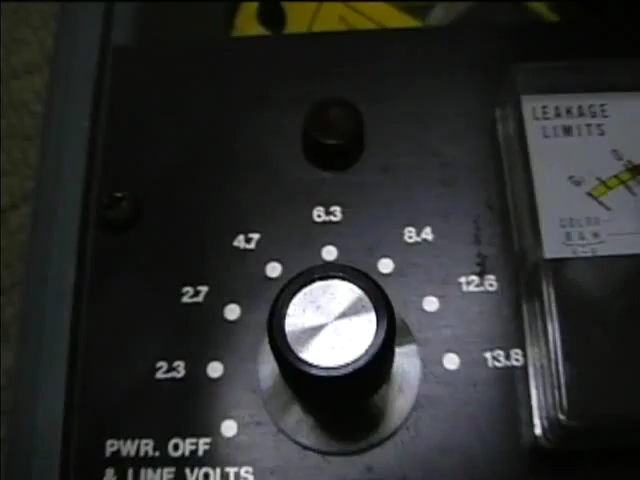 LEAKAGE
LIMITS
G
COLOR
B & W
6.3
4.7
8.4
2.7
12.6
2.3
13.8
PWR. OFF
& LINE VOLTS